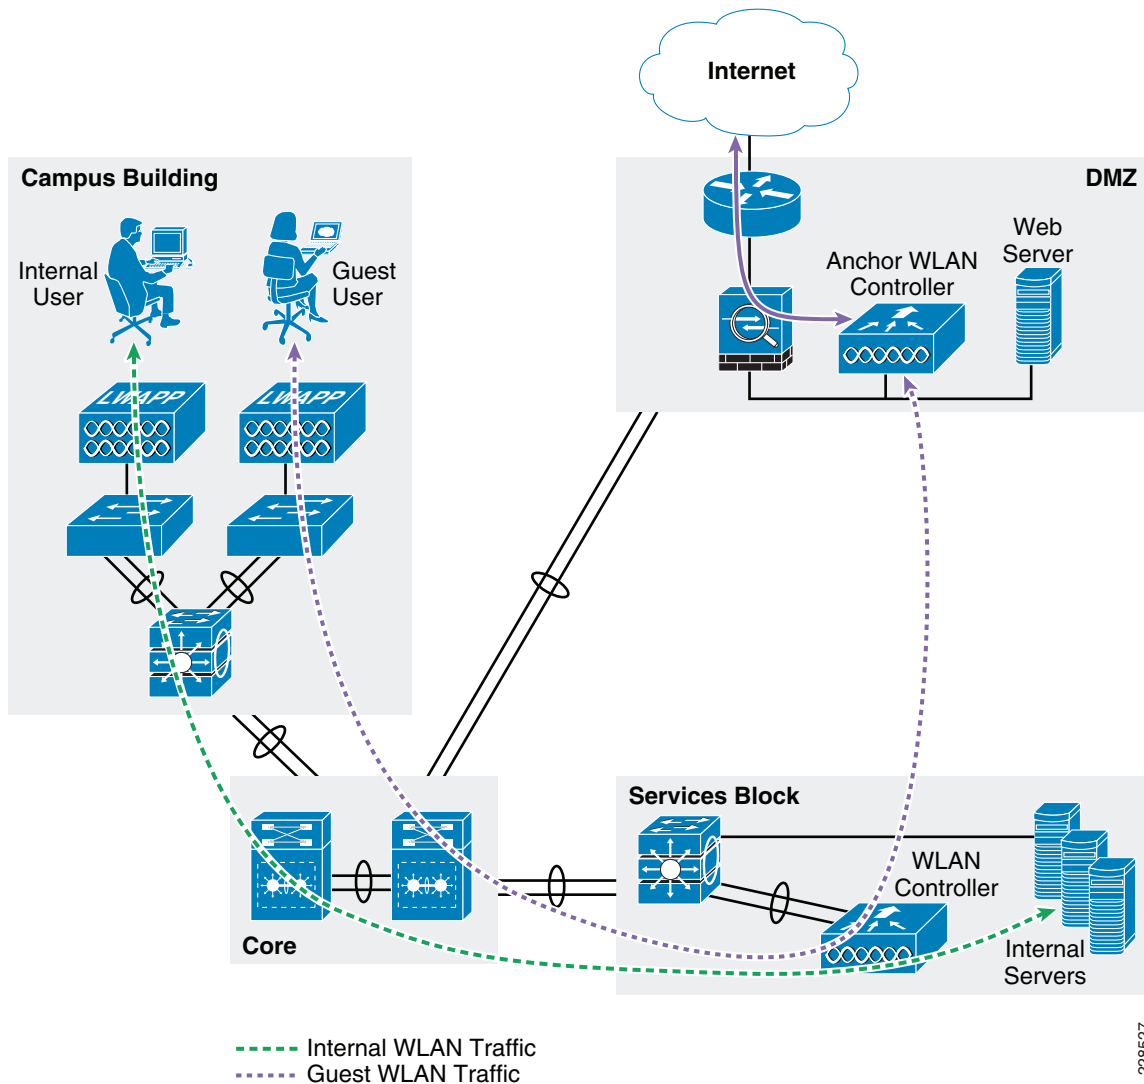 Internet
Campus Building
DMZ
Internal
User
Guest
User
Web
Server
Anchor WLAN
Controller
LWAPP
LWAPP
Services Block
WLAN
Controller
Core
Internal
Servers
Internal WLAN Traffic
Guest WLAN Traffic
228527